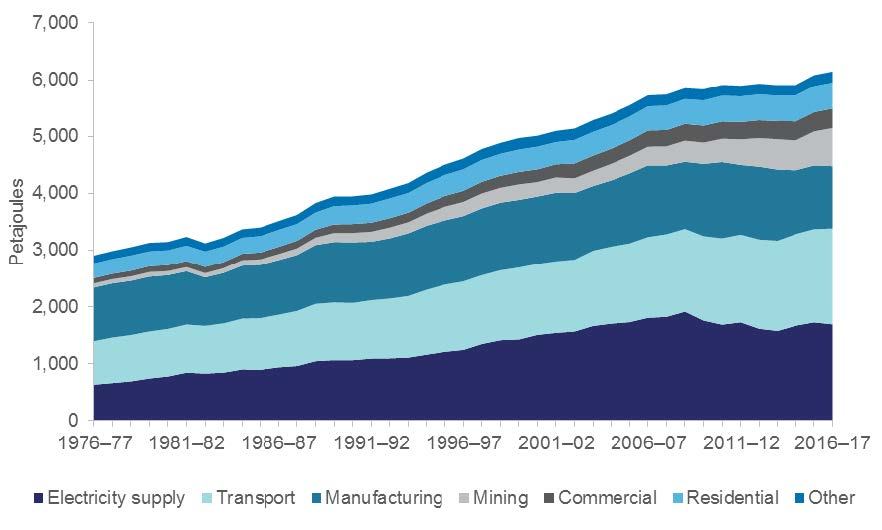 7,000
6,000
5,000
4,000
3,000
2,000
1,000
0
Petajoules
1976–77 1981–82 1986–87 1991–92 1996–97 2001–02 2006–07 2011–12 2016–17
Electricity supply Transport Manufacturing Mining Commercial Residential Other